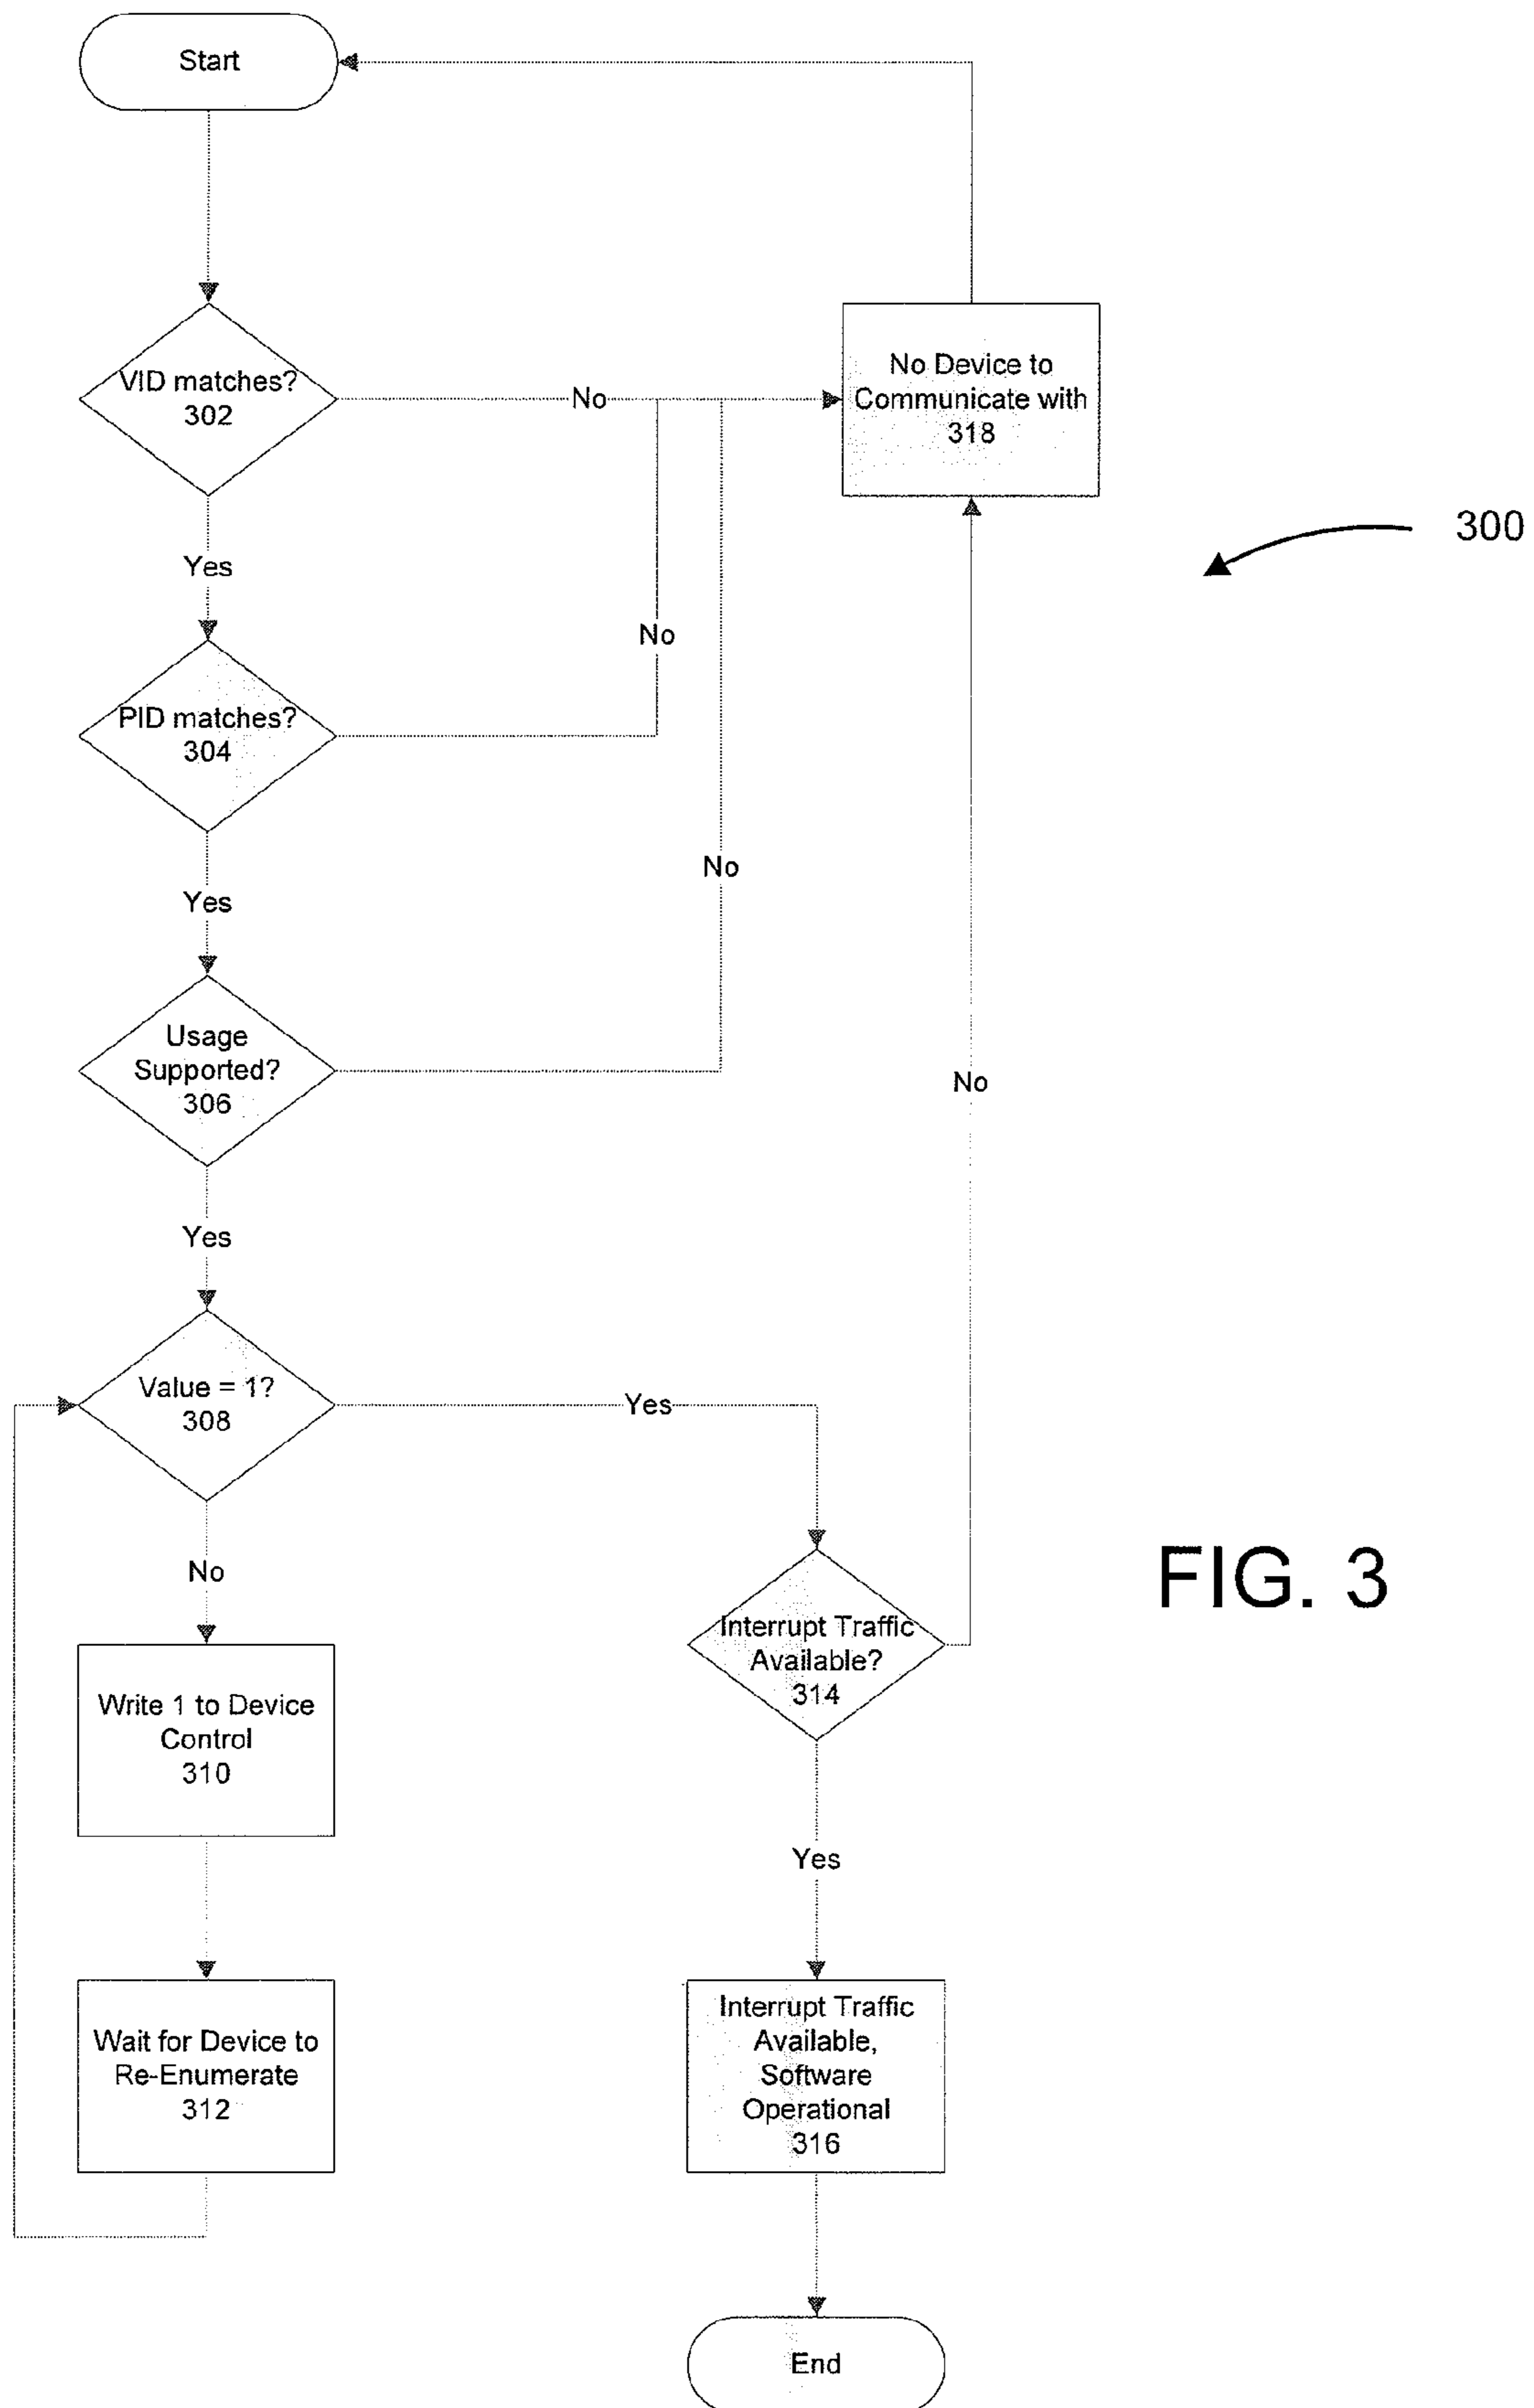 Start
VID matches?
302
No
No Device to
Communicate with
318
300
Yes
No
PID matches?
304
No
Yes
Usage
Supported?
306
No
Yes
Value = 1?
308
Yes
No
Interrupt Traffic
Available?
314
FIG. 3
Write 1 to Device
Control
310
Yes
Wait for Device to
Re-Enumerate
312
Interrupt Traffic
Available,
Software
Operational
316
End